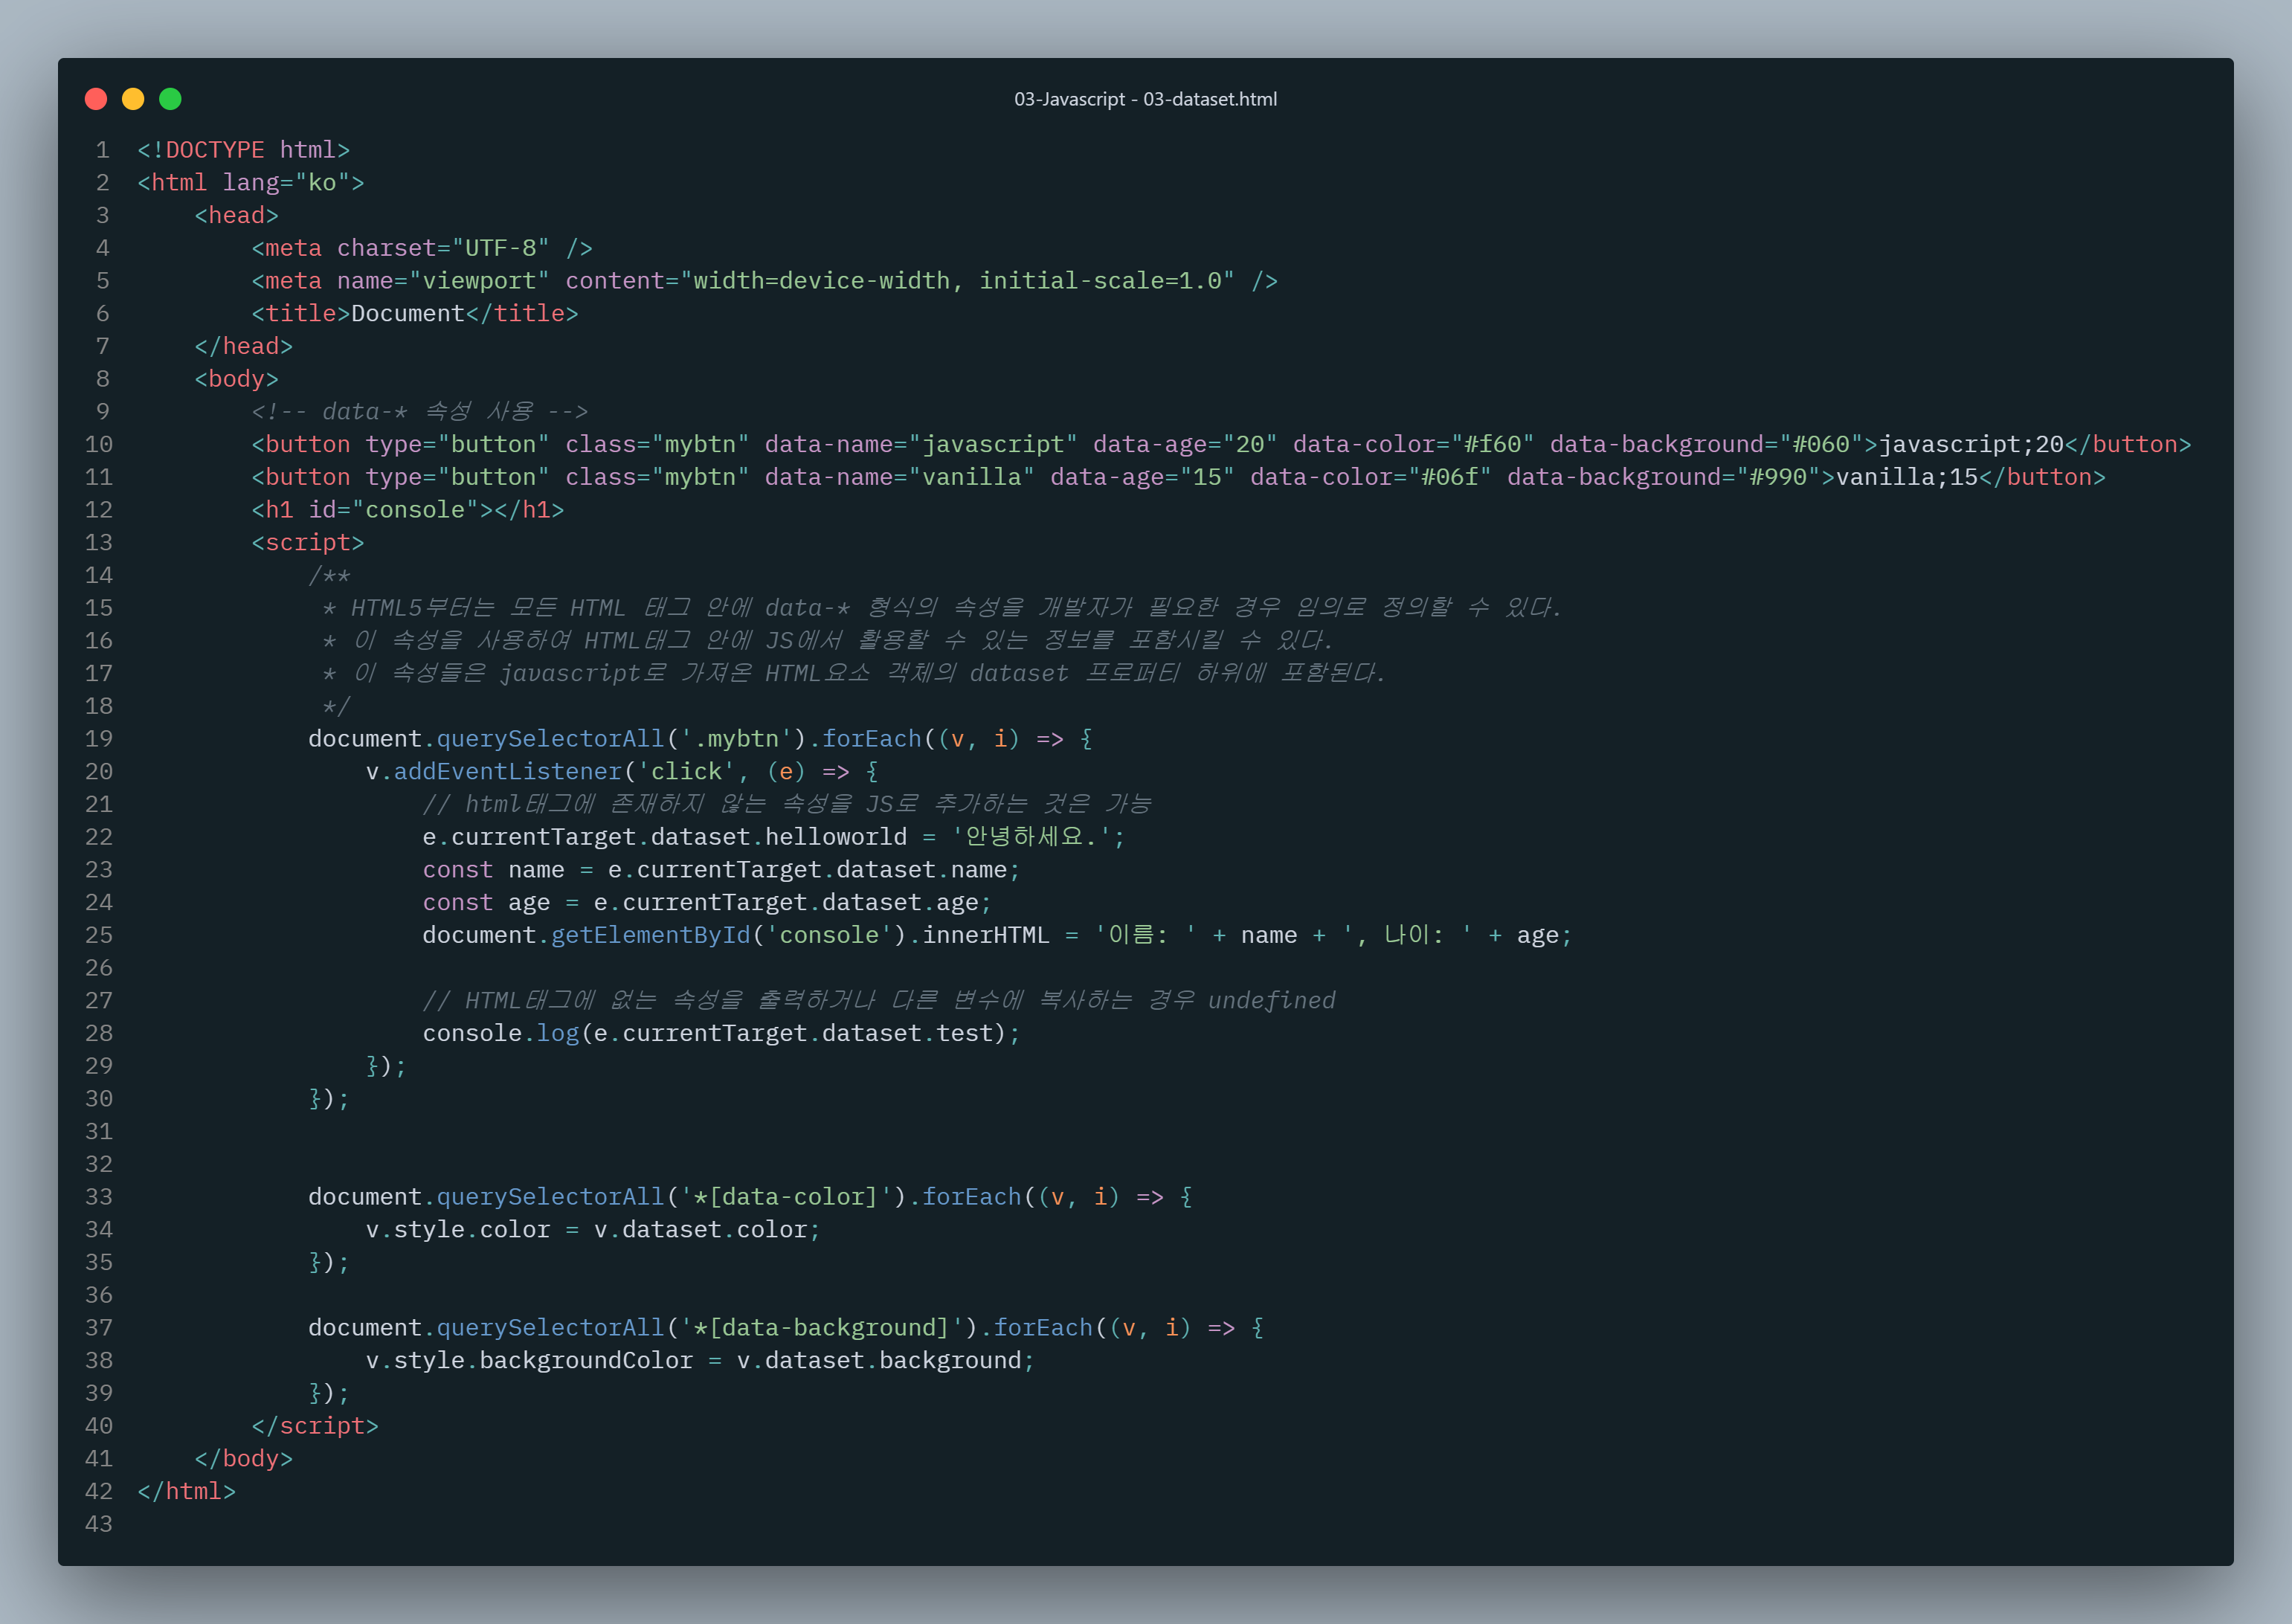 03-Javascript - 03-dataset.html
1 <!DOCTYPE html>
2 <html lang="ko">
3     <head>
4         <meta charset="UTF-8" />
5         <meta name="viewport" content="width=device-width, initial-scale=1.0" />
6         <title>Document</title>
7     </head>
8     <body>
9         <!-- data-* 속성 사용 -->
10         <button type="button" class="mybtn" data-name="javascript" data-age="20" data-color="#f60" data-background="#060">javascript;20</button>
11         <button type="button" class="mybtn" data-name="vanilla" data-age="15" data-color="#06f" data-background="#990">vanilla;15</button>
12         <h1 id="console"></h1>
13         <script>
14             /**
15              * HTML5부터는 모든 HTML 태그 안에 data-* 형식의 속성을 개발자가 필요한 경우 임의로 정의할 수 있다.
16              * 이 속성을 사용하여 HTML태그 안에 JS에서 활용할 수 있는 정보를 포함시킬 수 있다.
17              * 이 속성들은 javascript로 가져온 HTML요소 객체의 dataset 프로퍼티 하위에 포함된다.
18              */
19             document.querySelectorAll('.mybtn').forEach((v, i) => {
20                 v.addEventListener('click', (e) => {
21                     // html태그에 존재하지 않는 속성을 JS로 추가하는 것은 가능
22                     e.currentTarget.dataset.helloworld = '안녕하세요.';
23                     const name = e.currentTarget.dataset.name;
24                     const age = e.currentTarget.dataset.age;
25                     document.getElementById('console').innerHTML = '이름: ' + name + ', 나이: ' + age;
26
27                     // HTML태그에 없는 속성을 출력하거나 다른 변수에 복사하는 경우 undefined
28                     console.log(e.currentTarget.dataset.test);
29                 });
30             });
31
32
33             document.querySelectorAll('*[data-color]').forEach((v, i) => {
34                 v.style.color = v.dataset.color;
35             });
36
37             document.querySelectorAll('*[data-background]').forEach((v, i) => {
38                 v.style.backgroundColor = v.dataset.background;
39             });
40         </script>
41     </body>
42 </html>
43